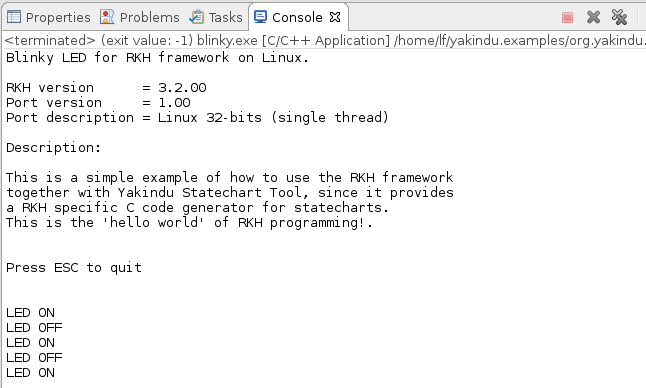 Properties Problems Tasks Console
<terminated> (exit value: -1) blinky.exe [C/C++ Application] /home/lf/yakindu.examples/org.yakindu.
Blinky LED for RKH framework on Linux.
RKH version      = 3.2.00
Port version     = 1.00
Port description = Linux 32-bits (single thread)
Description:
This is a simple example of how to use the RKH framework
together with Yakindu Statechart Tool, since it provides
a RKH specific C code generator for statecharts.
This is the 'hello world' of RKH programming!.
Press ESC to quit
LED ON
LED OFF
LED ON
LED OFF
LED ON